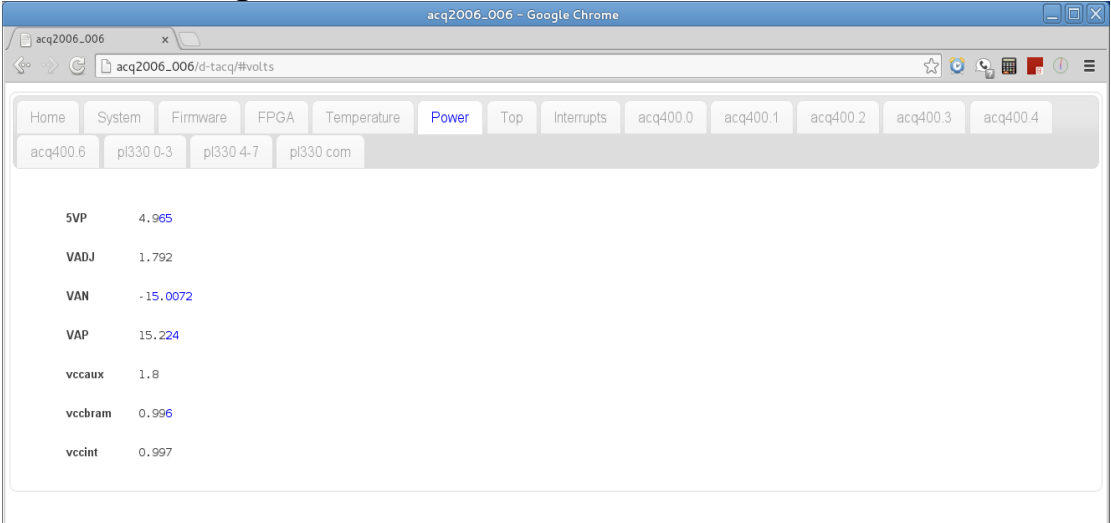 acq2006_006 - Google Chrome
acq2006_006
acq2006_006/d-tacq/#volts
Home System Firmware FPGA Temperature Power Top Interrupts acq400.0 acq400.1 acq400.2 acq400.3 acq400.4
acq400.6 pl330 0-3 pl330 4-7 pl330 com
5VP 4.965
VADJ 1.792
VAN -15.0072
VAP 15.224
vccaux 1.8
vccbram 0.996
vccint 0.997